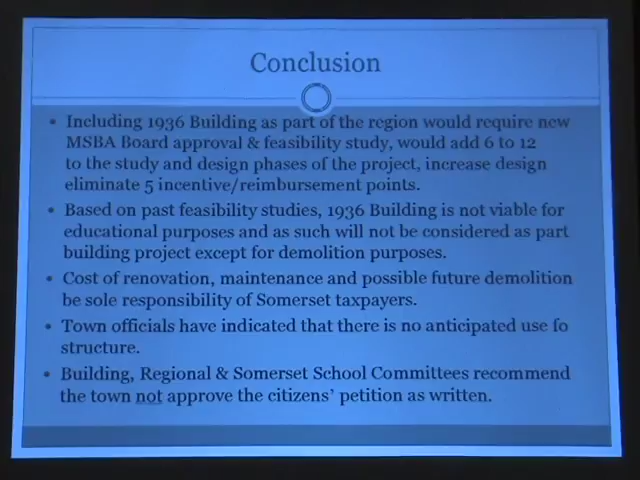 Conclusion
• Including 1936 Building as part of the region would require new
MSBA Board approval & feasibility study, would add 6 to 12
to the study and design phases of the project, increase design
eliminate 5 incentive/reimbursement points.
• Based on past feasibility studies, 1936 Building is not viable for
educational purposes and as such will not be considered as part
building project except for demolition purposes.
• Cost of renovation, maintenance and possible future demolition
be sole responsibility of Somerset taxpayers.
• Town officials have indicated that there is no anticipated use fo
structure.
• Building, Regional & Somerset School Committees recommend
the town not approve the citizens' petition as written.